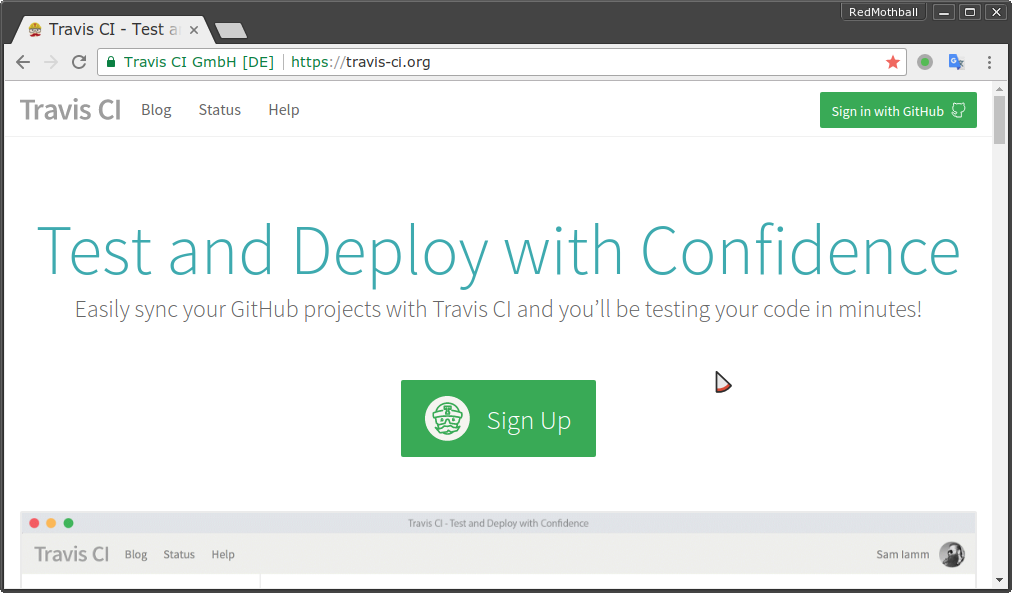 RedMothball
Travis CI - Test a
Travis CI GmbH [DE] https://travis-ci.org
Travis CI Blog Status Help Sign in with GitHub
Test and Deploy with Confidence
Easily sync your GitHub projects with Travis CI and you’ll be testing your code in minutes!
Sign Up
Travis CI - Test and Deploy with Confidence
Travis CI Blog Status Help Sam Iamm